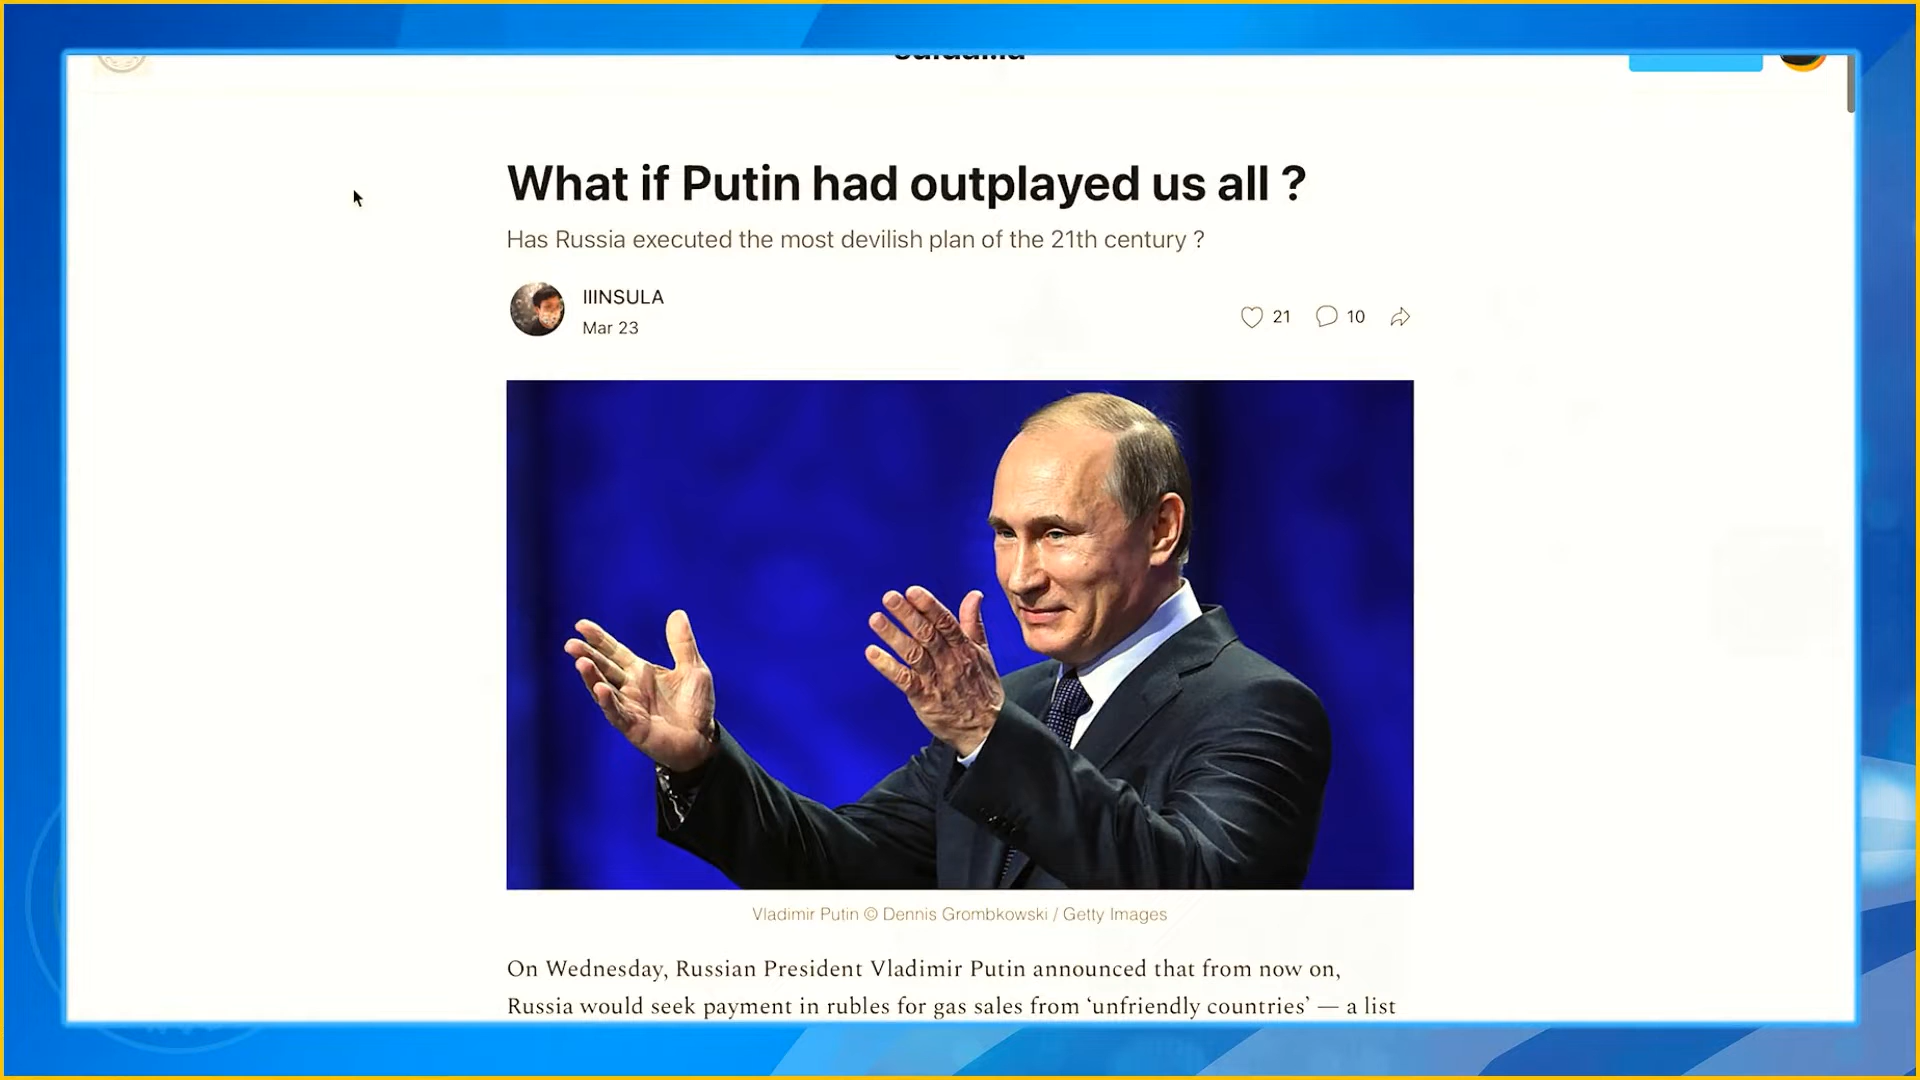 What if Putin had outplayed us all ?
Has Russia executed the most devilish plan of the 21th century ?
IIINSULA
Mar 23
21
10
Vladimir Putin © Dennis Grombkowski / Getty Images
On Wednesday, Russian President Vladimir Putin announced that from now on,
Russia would seek payment in rubles for gas sales from ‘unfriendly countries’ — a list